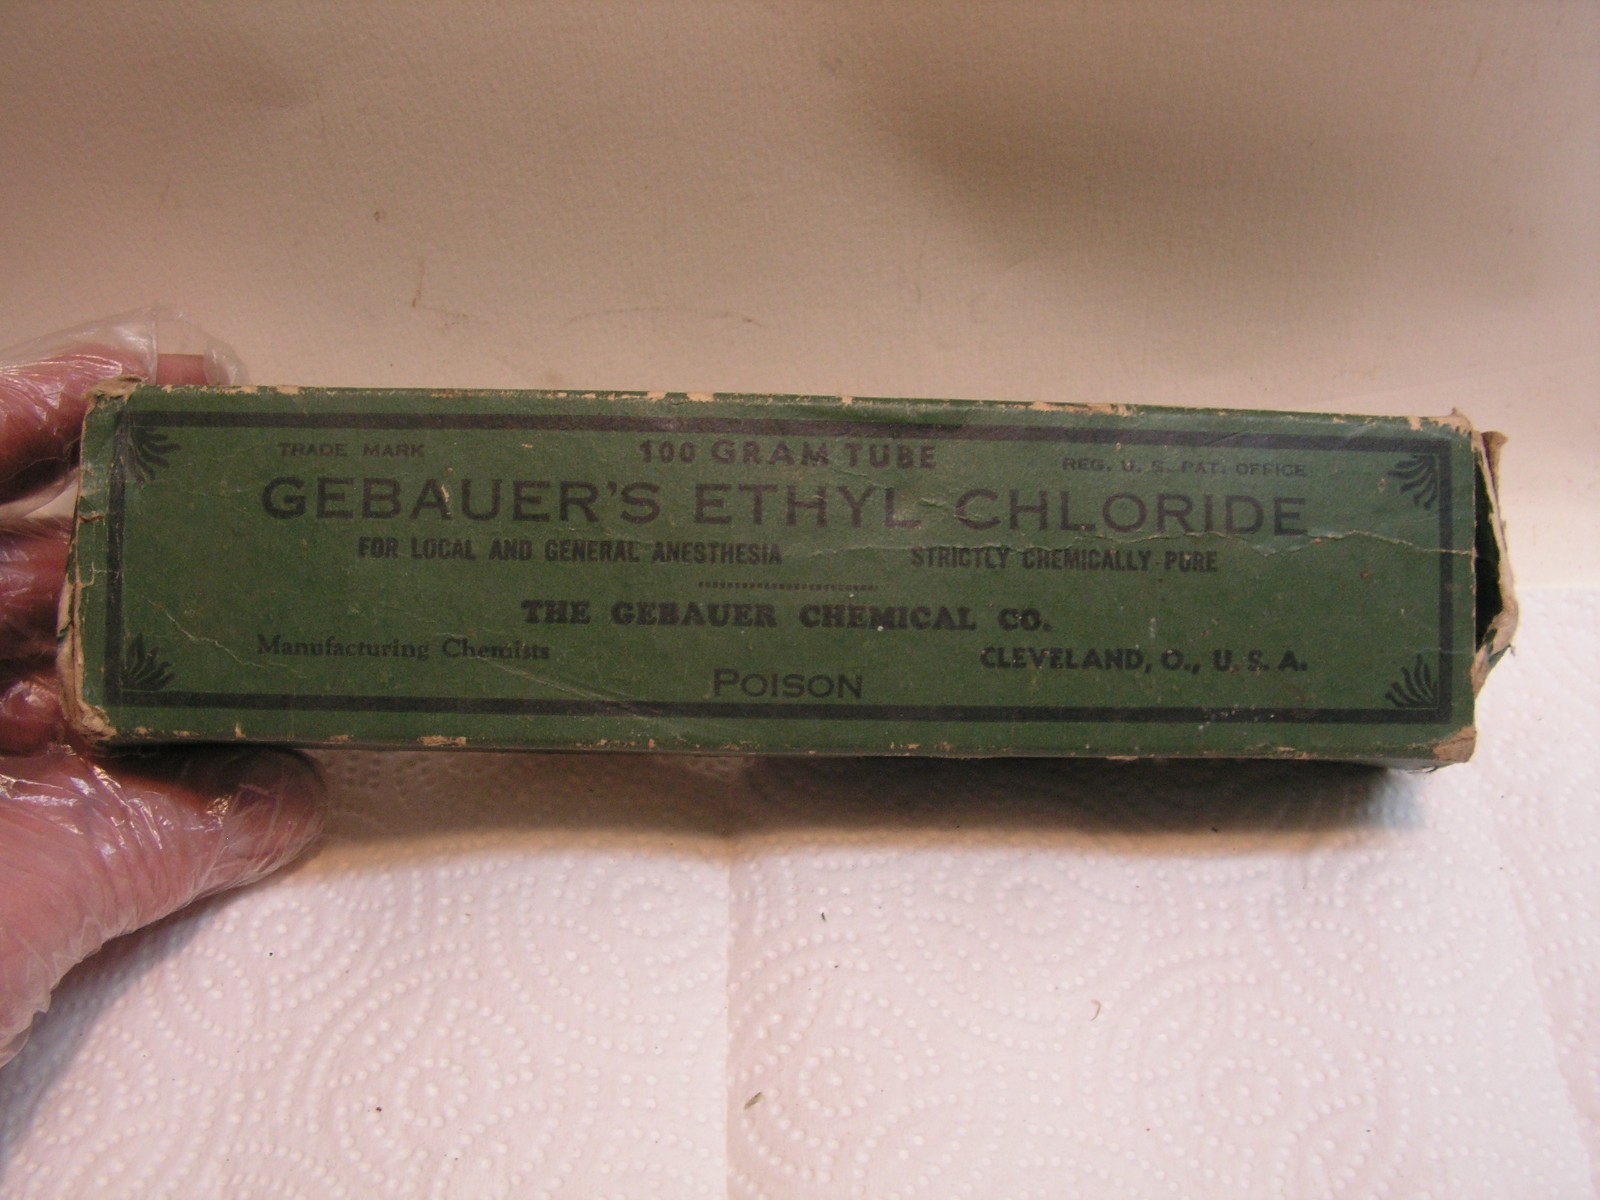 100 GRAM TUBE
TRADE MARK REG. U. S. PAT. OFFICE
GEBAUER'S ETHYL CHLORIDE
FOR LOCAL AND GENERAL ANESTHESIA STRICTLY CHEMICALLY PURE
THE GEBAUER CHEMICAL CO.
Manufacturing Chemists CLEVELAND, O., U. S. A.
POISON